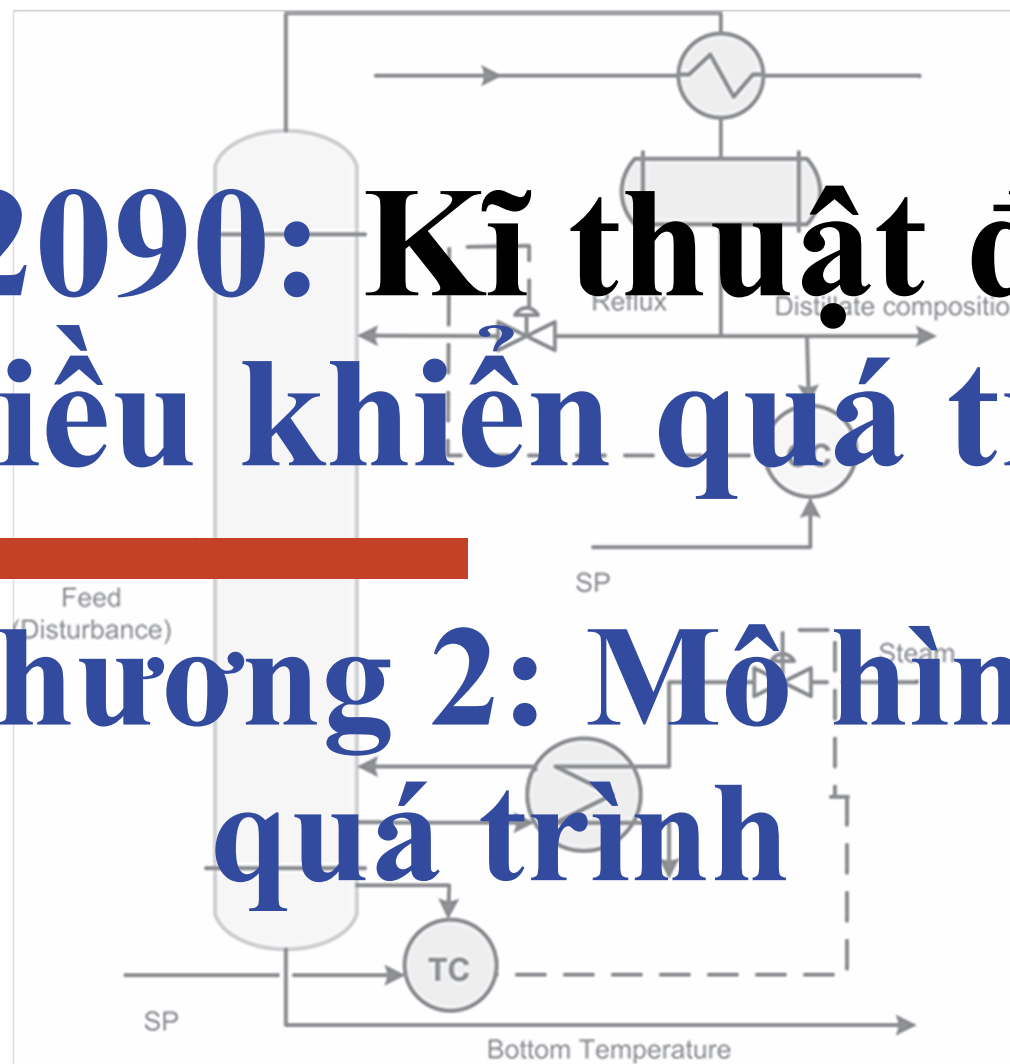 2090: Kĩ thuật đ
Reflux
Distillate compositio
iều khiển quá tr
C
SP
Feed
(Disturbance)
hương 2: Mô hìn
Steam
quá trình
TC
SP
Bottom Temperature